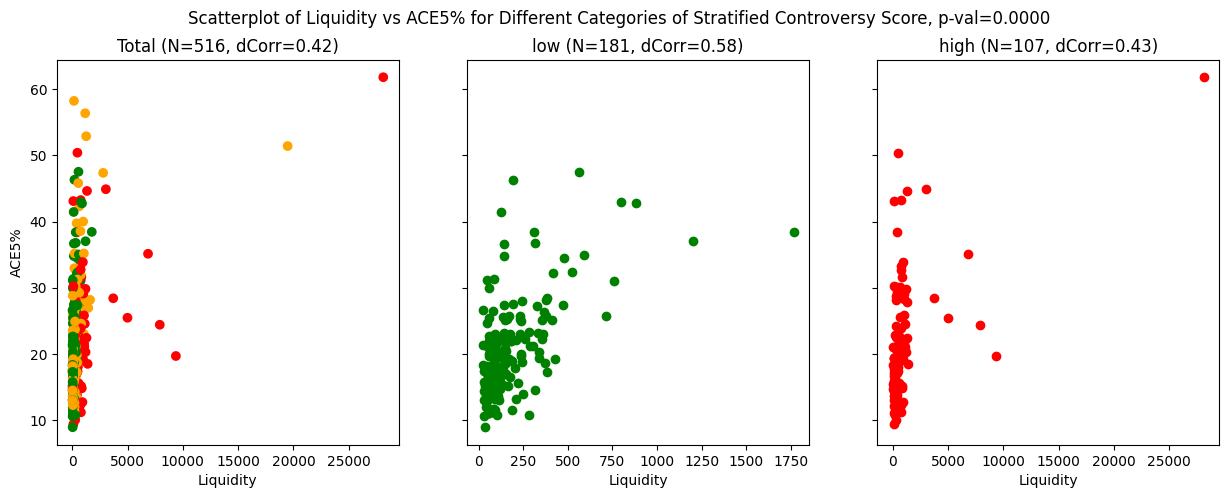 Scatterplot of Liquidity vs ACE5% for Different Categories of Stratified Controversy Score, p-val=0.0000
Total (N=516, dCorr=0.42)
low (N=181, dCorr=0.58)
high (N=107, dCorr=0.43)
ACE5%
60
50
40
30
20
10
0 5000 10000 15000 20000 25000
0 250 500 750 1000 1250 1500 1750
0 5000 10000 15000 20000 25000
Liquidity
Liquidity
Liquidity